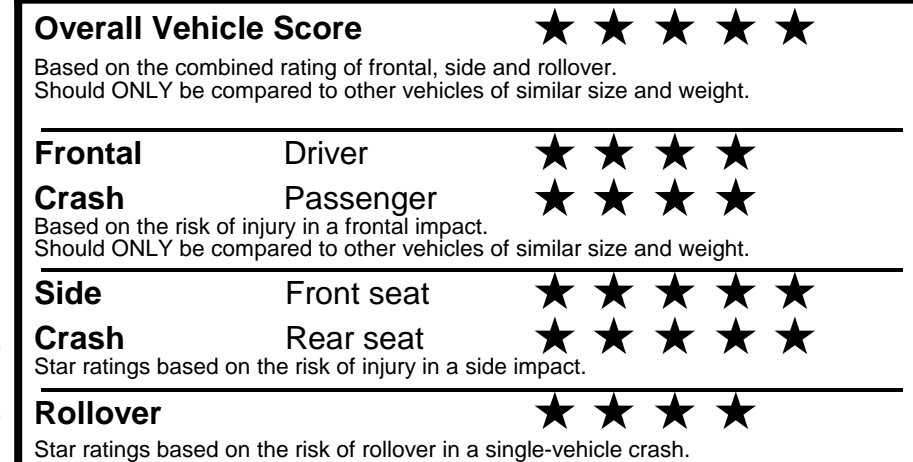 Overall Vehicle Score ★ ★ ★ ★ ★
Based on the combined rating of frontal, side and rollover.
Should ONLY be compared to other vehicles of similar size and weight.
Frontal Driver ★ ★ ★ ★
Crash Passenger ★ ★ ★ ★
Based on the risk of injury in a frontal impact.
Should ONLY be compared to other vehicles of similar size and weight.
Side Front seat ★ ★ ★ ★ ★
Crash Rear seat ★ ★ ★ ★ ★
Star ratings based on the risk of injury in a side impact.
Rollover ★ ★ ★ ★
Star ratings based on the risk of rollover in a single-vehicle crash.